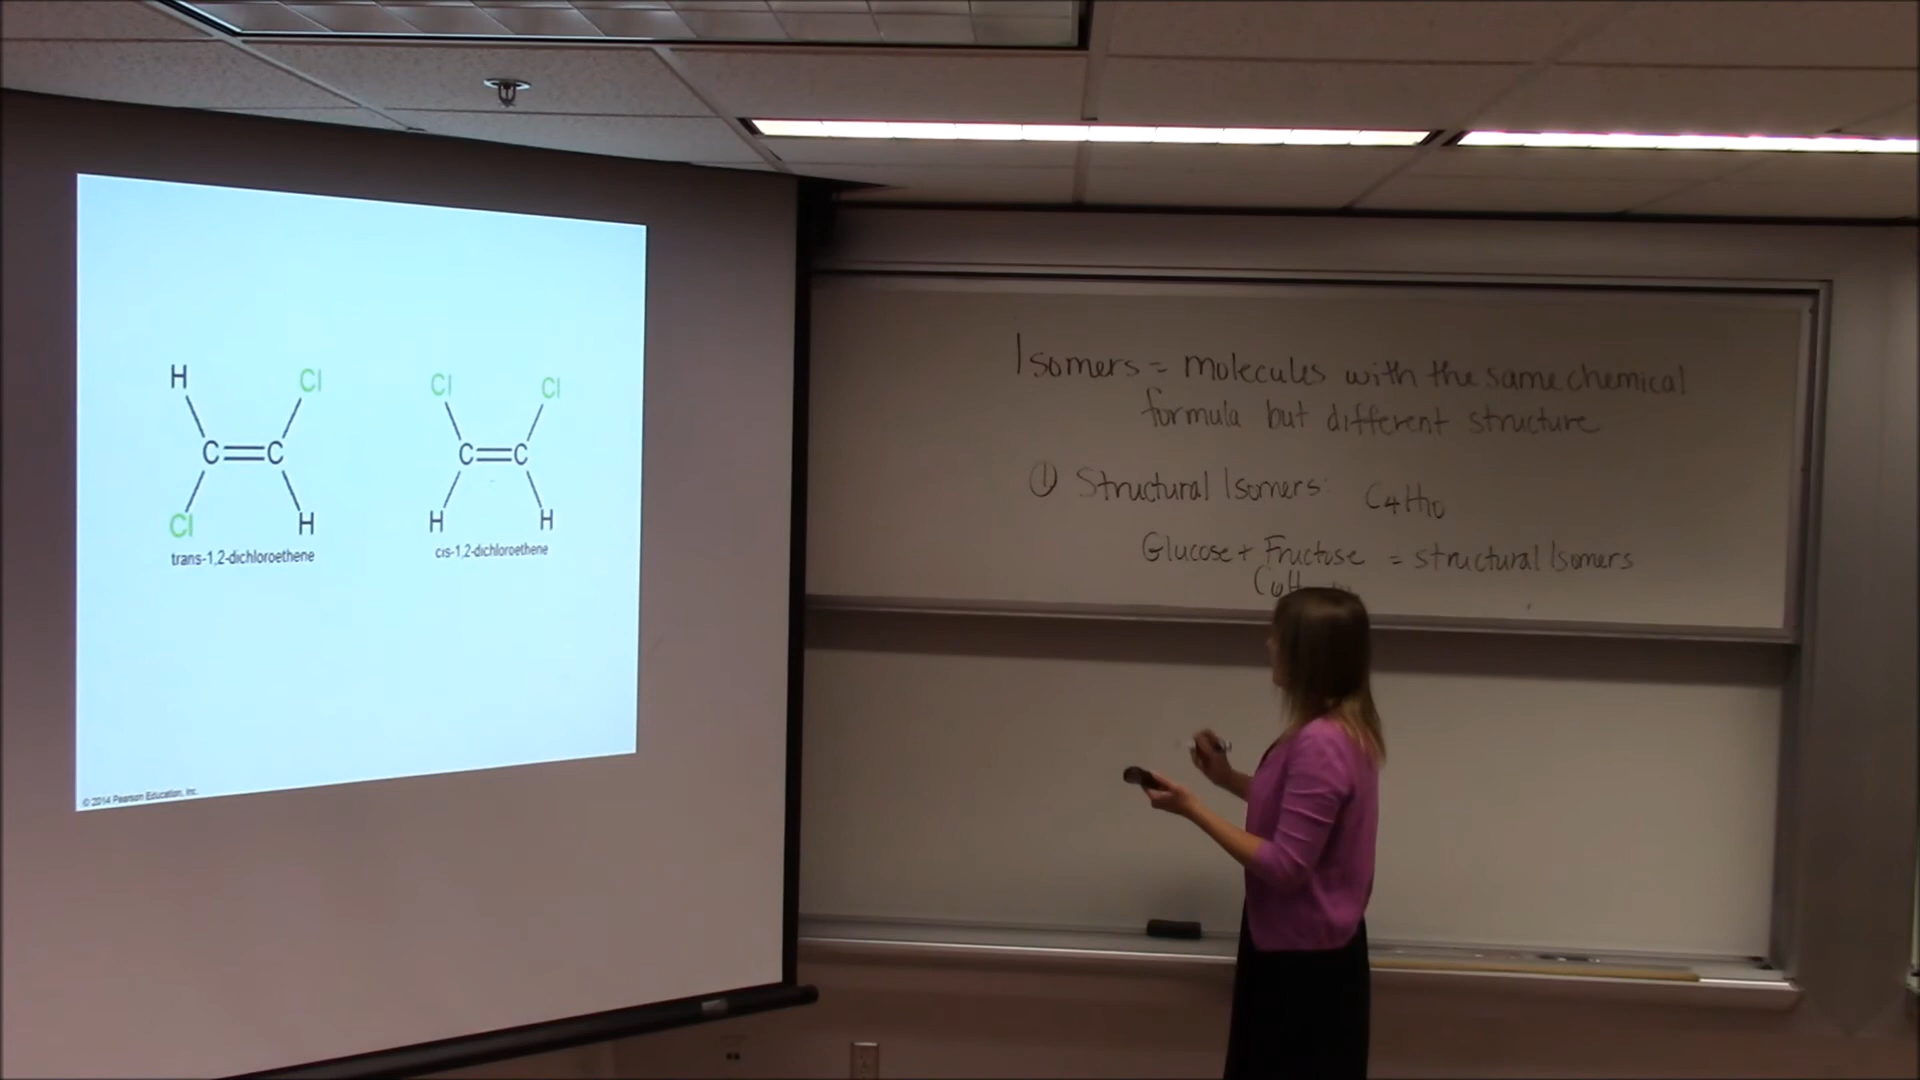 H Cl
C=C
Cl H
trans-1,2-dichloroethene
Cl Cl
C=C
H H
cis-1,2-dichloroethene
© 2014 Pearson Education, Inc.
Isomers = molecules with the same chemical
formula but different structure
① Structural Isomers: C4H10
Glucose + Fructose = structural Isomers
C6H